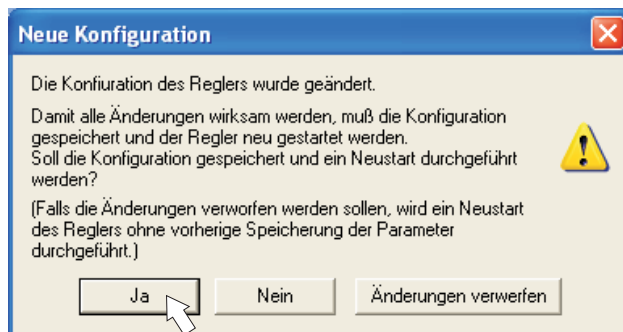 Neue Konfiguration
Die Konfiuration des Reglers wurde geändert.
Damit alle Änderungen wirksam werden, muß die Konfiguration
gespeichert und der Regler neu gestartet werden.
Soll die Konfiguration gespeichert und ein Neustart durchgeführt
werden?
(Falls die Änderungen verworfen werden sollen, wird ein Neustart
des Reglers ohne vorherige Speicherung der Parameter
durchgeführt.)
Ja Nein Änderungen verwerfen